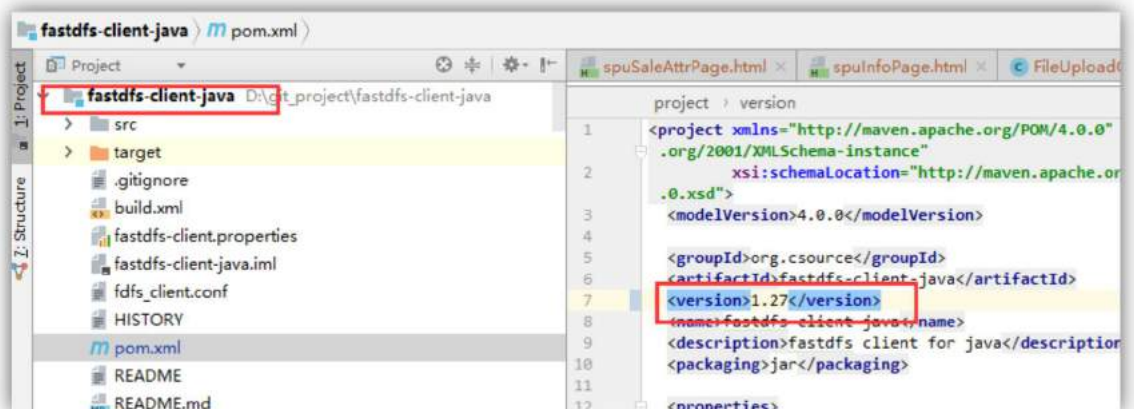 fastdfs-client-java pom.xml
1: Project
Project
fastdfs-client-java D:\git_project\fastdfs-client-java
src
target
.gitignore
build.xml
fastdfs-client.properties
fastdfs-client-java.iml
fdfs_client.conf
HISTORY
pom.xml
README
README.md
7: Structure
spuSaleAttrPage.html spuInfoPage.html FileUpload
project version
1 <project xmlns="http://maven.apache.org/POM/4.0.0"
.org/2001/XMLSchema-instance"
2 xsi:schemaLocation="http://maven.apache.or
.0.xsd">
3 <modelVersion>4.0.0</modelVersion>
4
5 <groupId>org.csource</groupId>
6 <artifactId>fastdfs-client-java</artifactId>
7 <version>1.27</version>
8 <name>fastdfs-client-java</name>
9 <description>fastdfs client for java</description
10 <packaging>jar</packaging>
11
12 <properties>